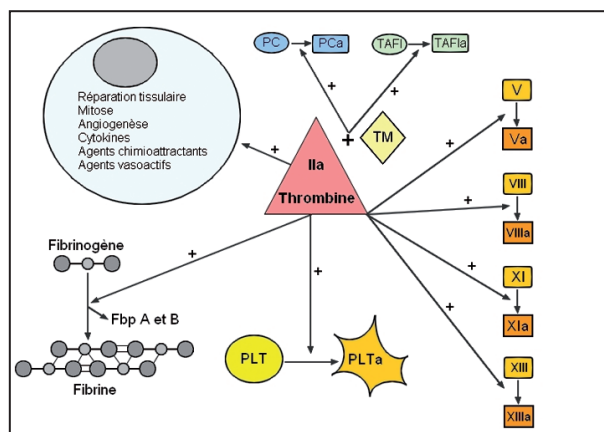 PC
PCa
TAFI
TAFIa
+
+
+
TM
Réparation tissulaire
Mitose
Angiogenèse
Cytokines
Agents chimioattractants
Agents vasoactifs
+
IIa
Thrombine
V
+
Va
VIII
+
VIIIa
Fibrinogène
+
+
+
+
XI
XIa
Fbp A et B
PLT
PLTa
XIII
XIIIa
Fibrine